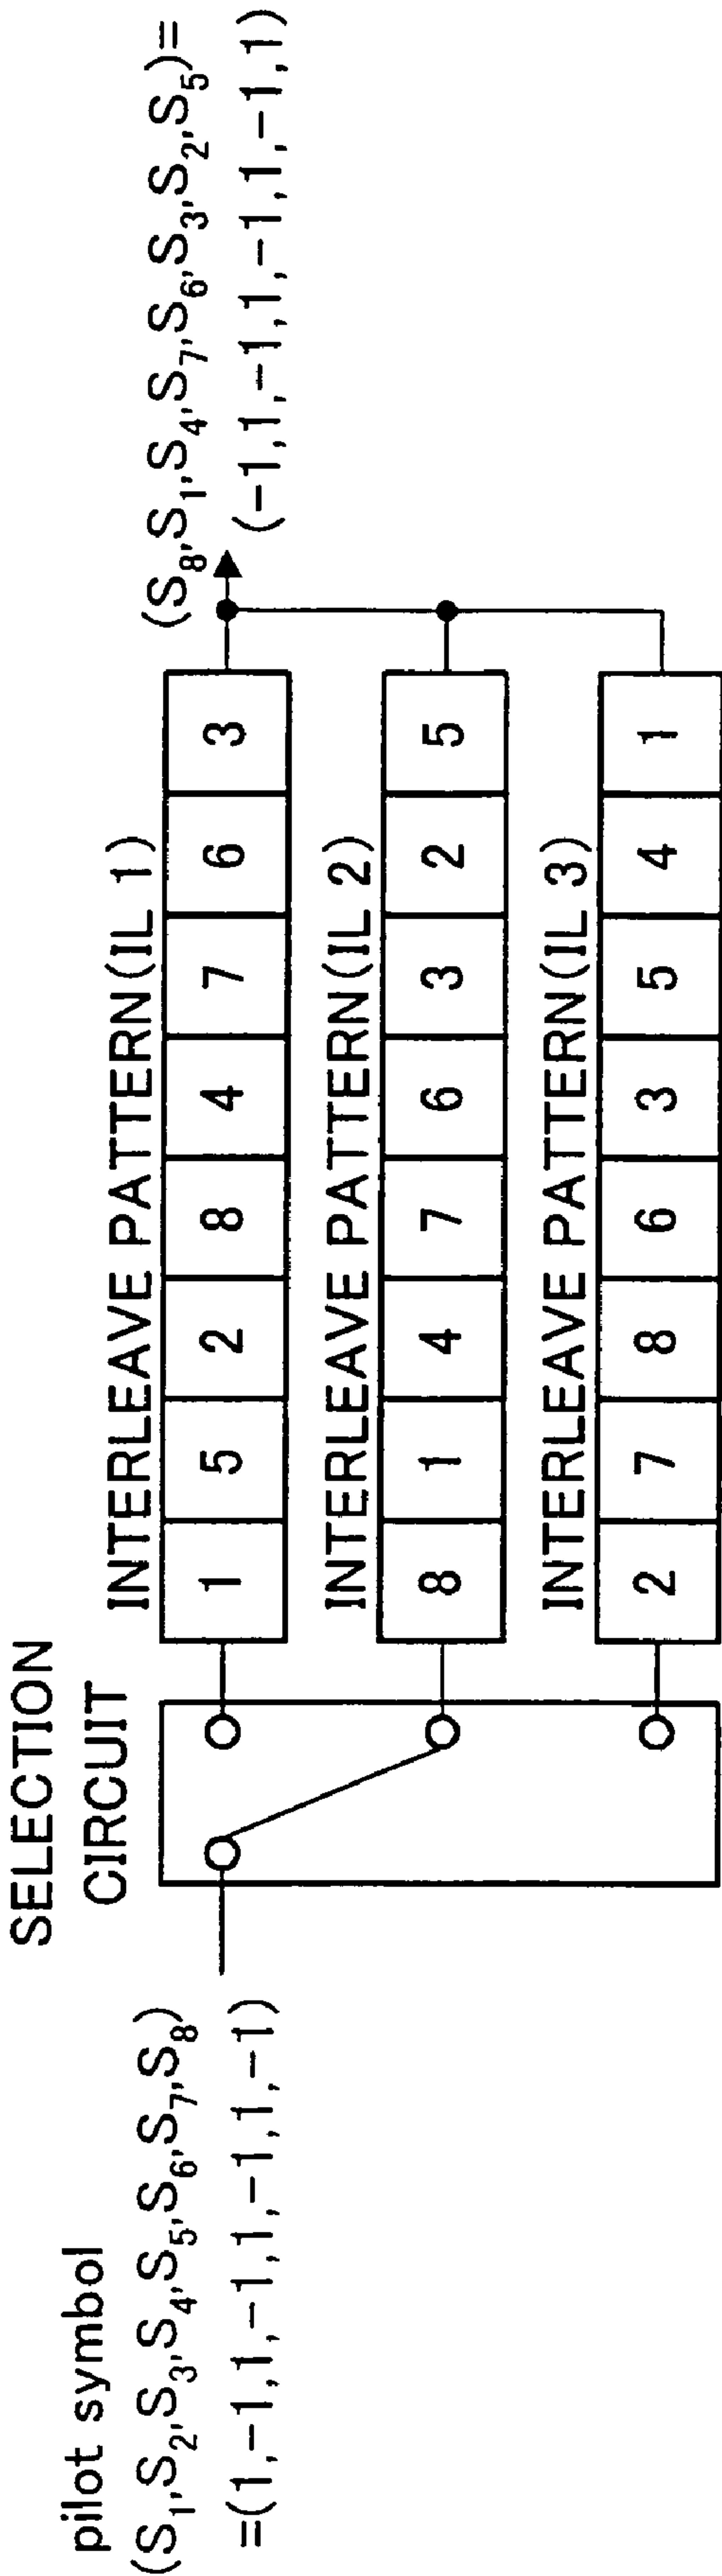 pilot symbol
(S₁,S₂,S₃,S₄,S₅,S₆,S₇,S₈)
=(1,−1,1,−1,1,−1,1,−1)
SELECTION
CIRCUIT
INTERLEAVE PATTERN(IL 1)
1 5 2 8 4 7 6 3
INTERLEAVE PATTERN(IL 2)
8 1 4 7 6 3 2 5
INTERLEAVE PATTERN(IL 3)
2 7 8 6 3 5 4 1
(S₈,S₁,S₄,S₇,S₆,S₃,S₂,S₅)=
(−1,1,−1,1,−1,1,−1,1)